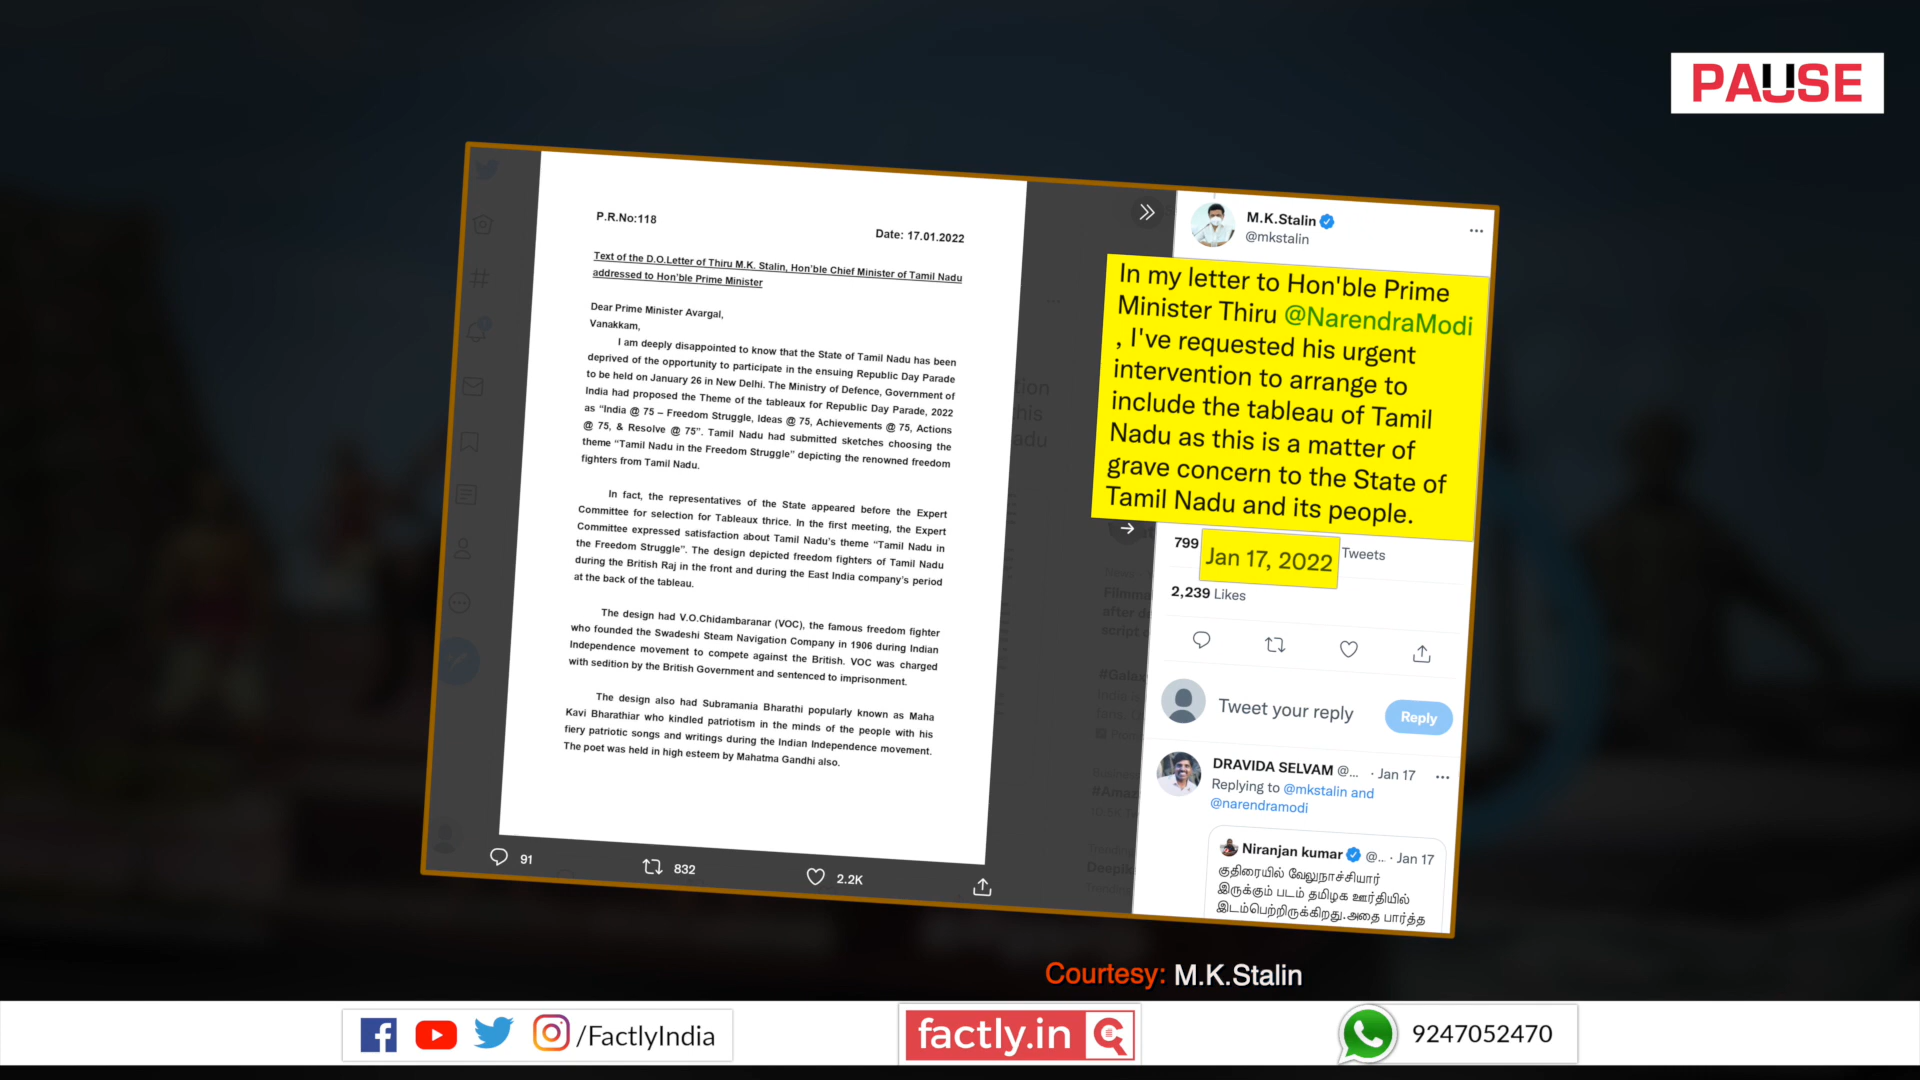 PAUSE
P.R.No:118
Date: 17.01.2022
Text of the D.O.Letter of Thiru M.K. Stalin, Hon'ble Chief Minister of Tamil Nadu
addressed to Hon'ble Prime Minister
Dear Prime Minister Avargal,
Vanakkam,
I am deeply disappointed to know that the State of Tamil Nadu has been
deprived of the opportunity to participate in the ensuing Republic Day Parade
to be held on January 26 in New Delhi. The Ministry of Defence, Government of
India had proposed the Theme of the tableaux for Republic Day Parade, 2022
as "India @ 75 – Freedom Struggle, Ideas @ 75, Achievements @ 75, Actions
@ 75, & Resolve @ 75". Tamil Nadu had submitted sketches choosing the
theme "Tamil Nadu in the Freedom Struggle" depicting the renowned freedom
fighters from Tamil Nadu.
In fact, the representatives of the State appeared before the Expert
Committee for selection for Tableaux thrice. In the first meeting, the Expert
Committee expressed satisfaction about Tamil Nadu's theme "Tamil Nadu in
the Freedom Struggle". The design depicted freedom fighters of Tamil Nadu
during the British Raj in the front and during the East India company's period
at the back of the tableau.
The design had V.O.Chidambaranar (VOC), the famous freedom fighter
who founded the Swadeshi Steam Navigation Company in 1906 during Indian
Independence movement to compete against the British. VOC was charged
with sedition by the British Government and sentenced to imprisonment.
The design also had Subramania Bharathi popularly known as Maha
Kavi Bharathiar who kindled patriotism in the minds of the people with his
fiery patriotic songs and writings during the Indian Independence movement.
The poet was held in high esteem by Mahatma Gandhi also.
91
832
2.2K
M.K.Stalin
@mkstalin
In my letter to Hon'ble Prime
Minister Thiru @NarendraModi
, I've requested his urgent
intervention to arrange to
include the tableau of Tamil
Nadu as this is a matter of
grave concern to the State of
Tamil Nadu and its people.
799 Jan 17, 2022 Tweets
2,239 Likes
Tweet your reply
Reply
DRAVIDA SELVAM @... · Jan 17
Replying to @mkstalin and
@narendramodi
Niranjan kumar @... · Jan 17
குதிரையில் வேலுநாச்சியார்
இருக்கும் படம் தமிழக ஊர்தியில்
இடம்பெற்றிருக்கிறது.அதை பார்த்த
Courtesy: M.K.Stalin
/FactlyIndia
factly.in
9247052470